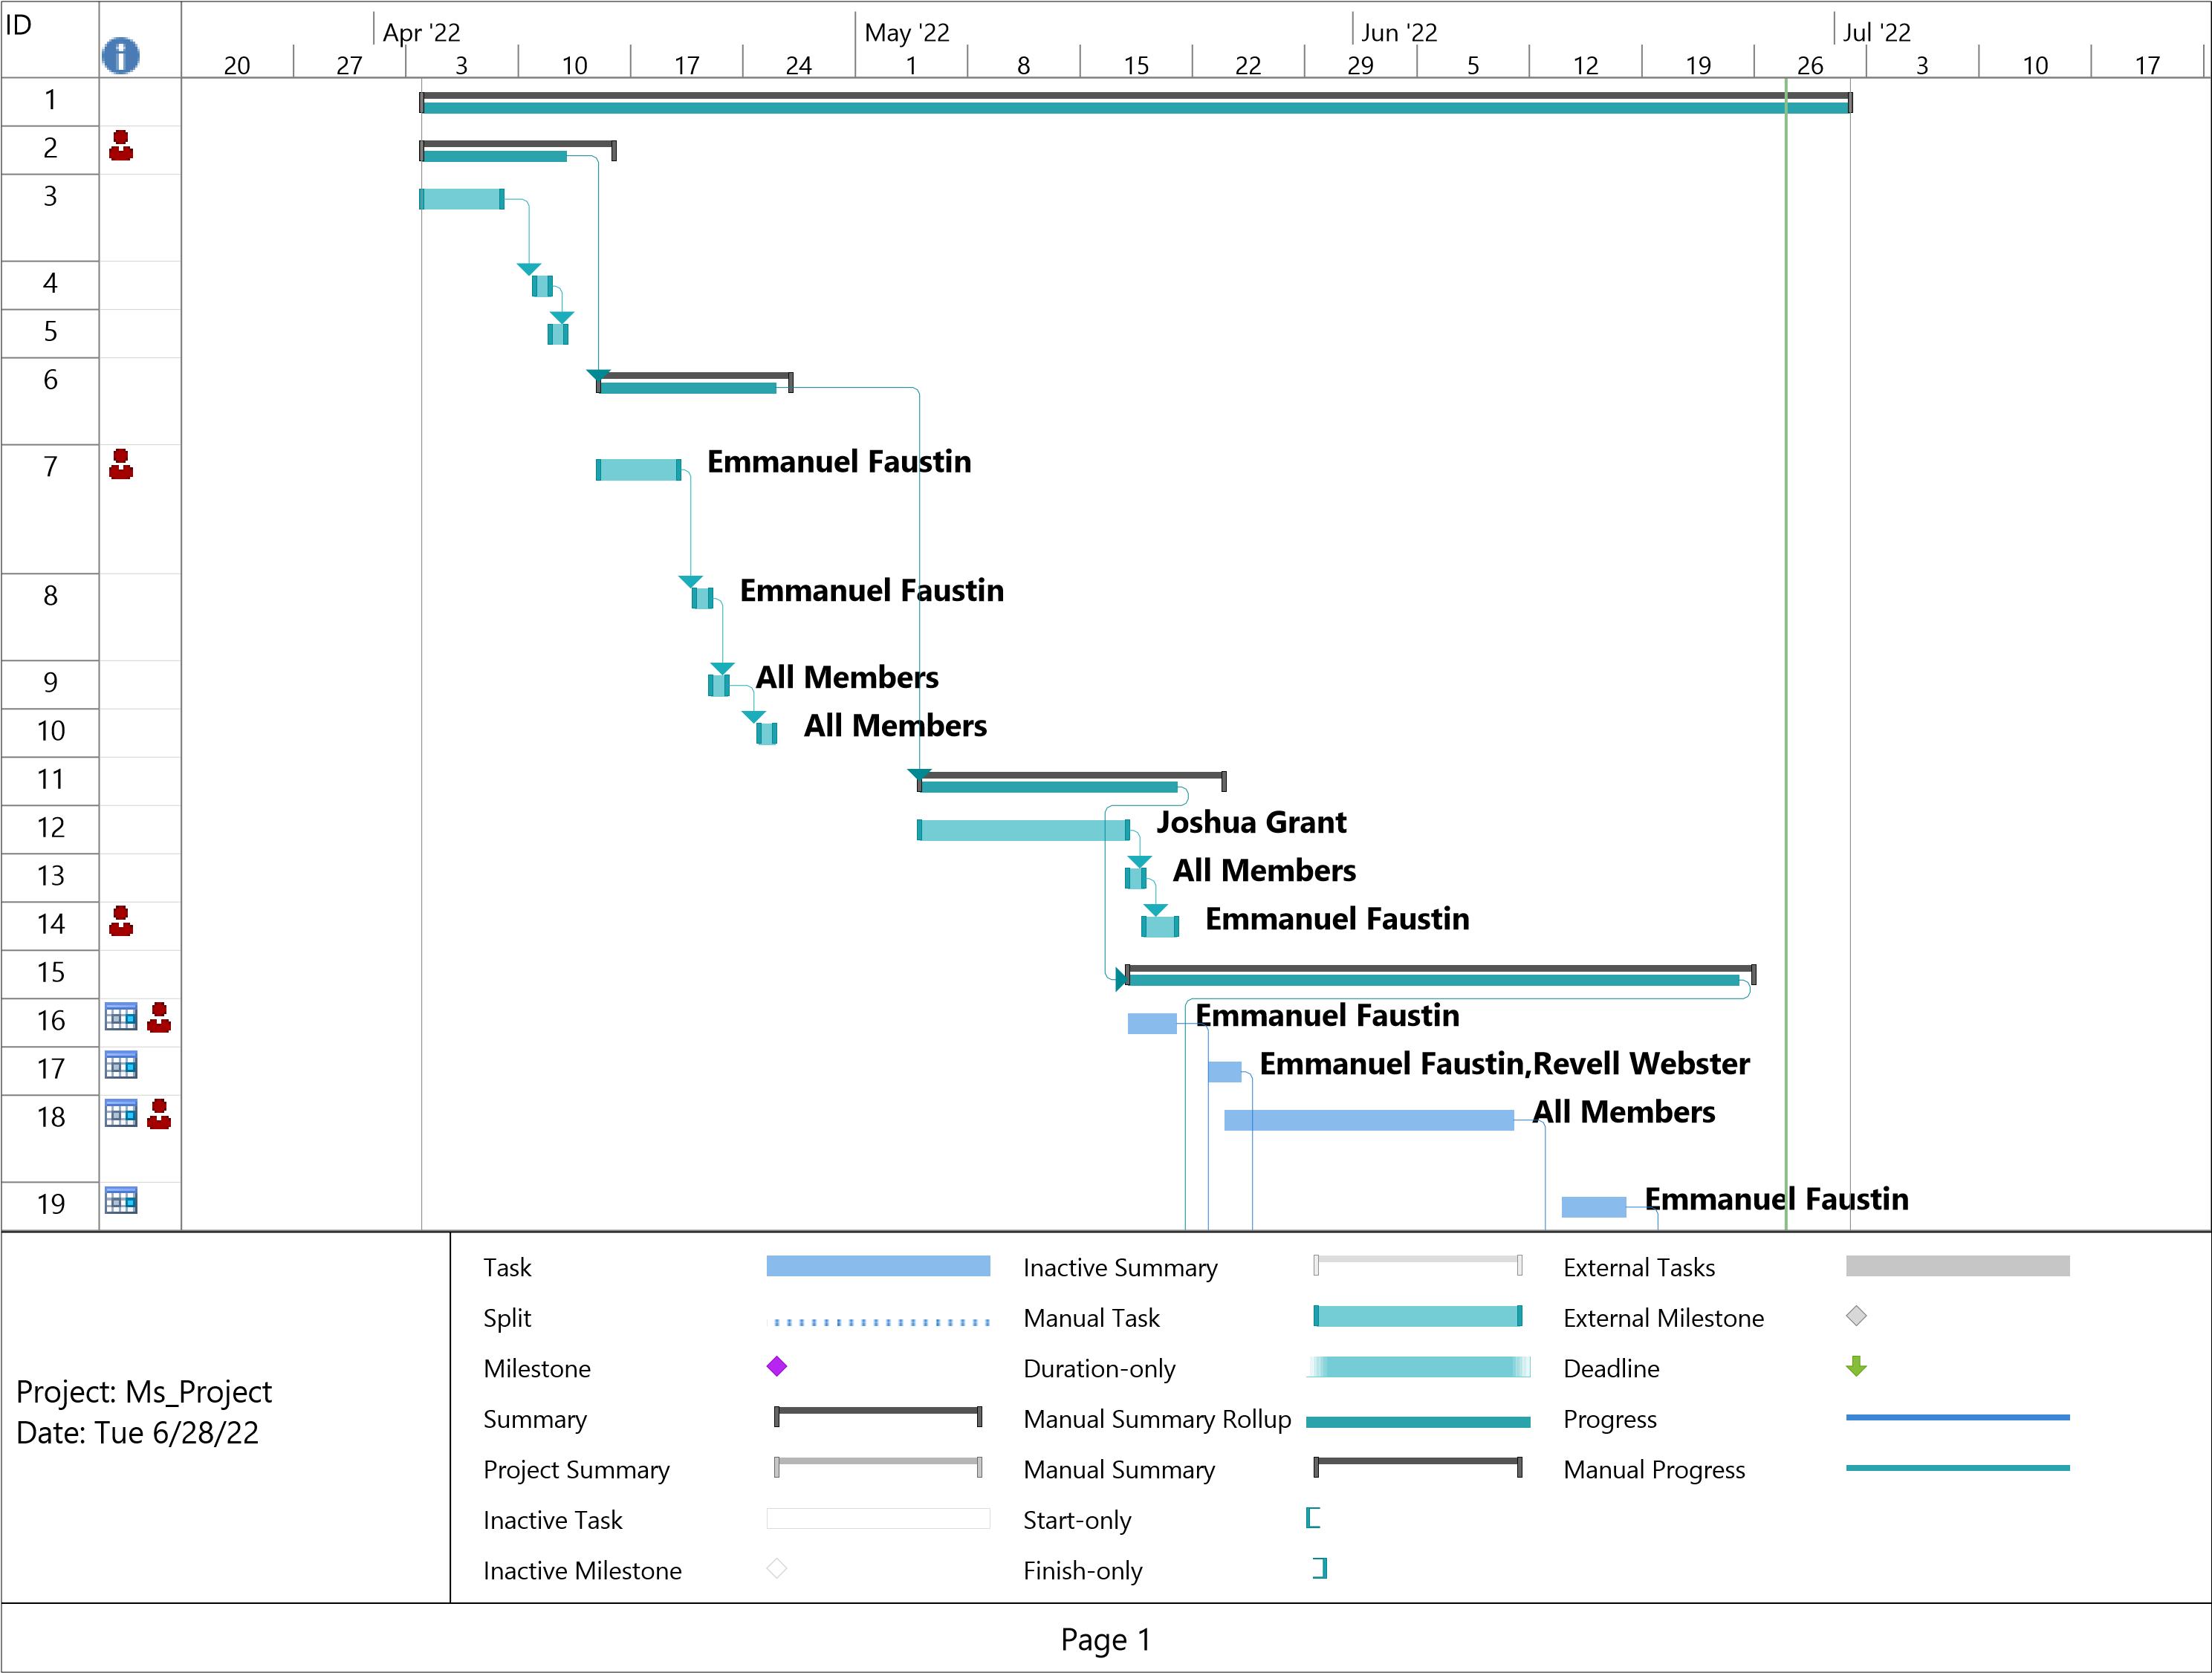 ID
Apr '22 May '22 Jun '22 Jul '22
20 27 3 10 17 24 1 8 15 22 29 5 12 19 26 3 10 17
1
2
3
4
5
6
7 Emmanuel Faustin
8 Emmanuel Faustin
9 All Members
10 All Members
11
12 Joshua Grant
13 All Members
14 Emmanuel Faustin
15
16 Emmanuel Faustin
17 Emmanuel Faustin,Revell Webster
18 All Members
19 Emmanuel Faustin
Project: Ms_Project
Date: Tue 6/28/22
Task
Split
Milestone
Summary
Project Summary
Inactive Task
Inactive Milestone
Inactive Summary
Manual Task
Duration-only
Manual Summary Rollup
Manual Summary
Start-only
Finish-only
External Tasks
External Milestone
Deadline
Progress
Manual Progress
Page 1